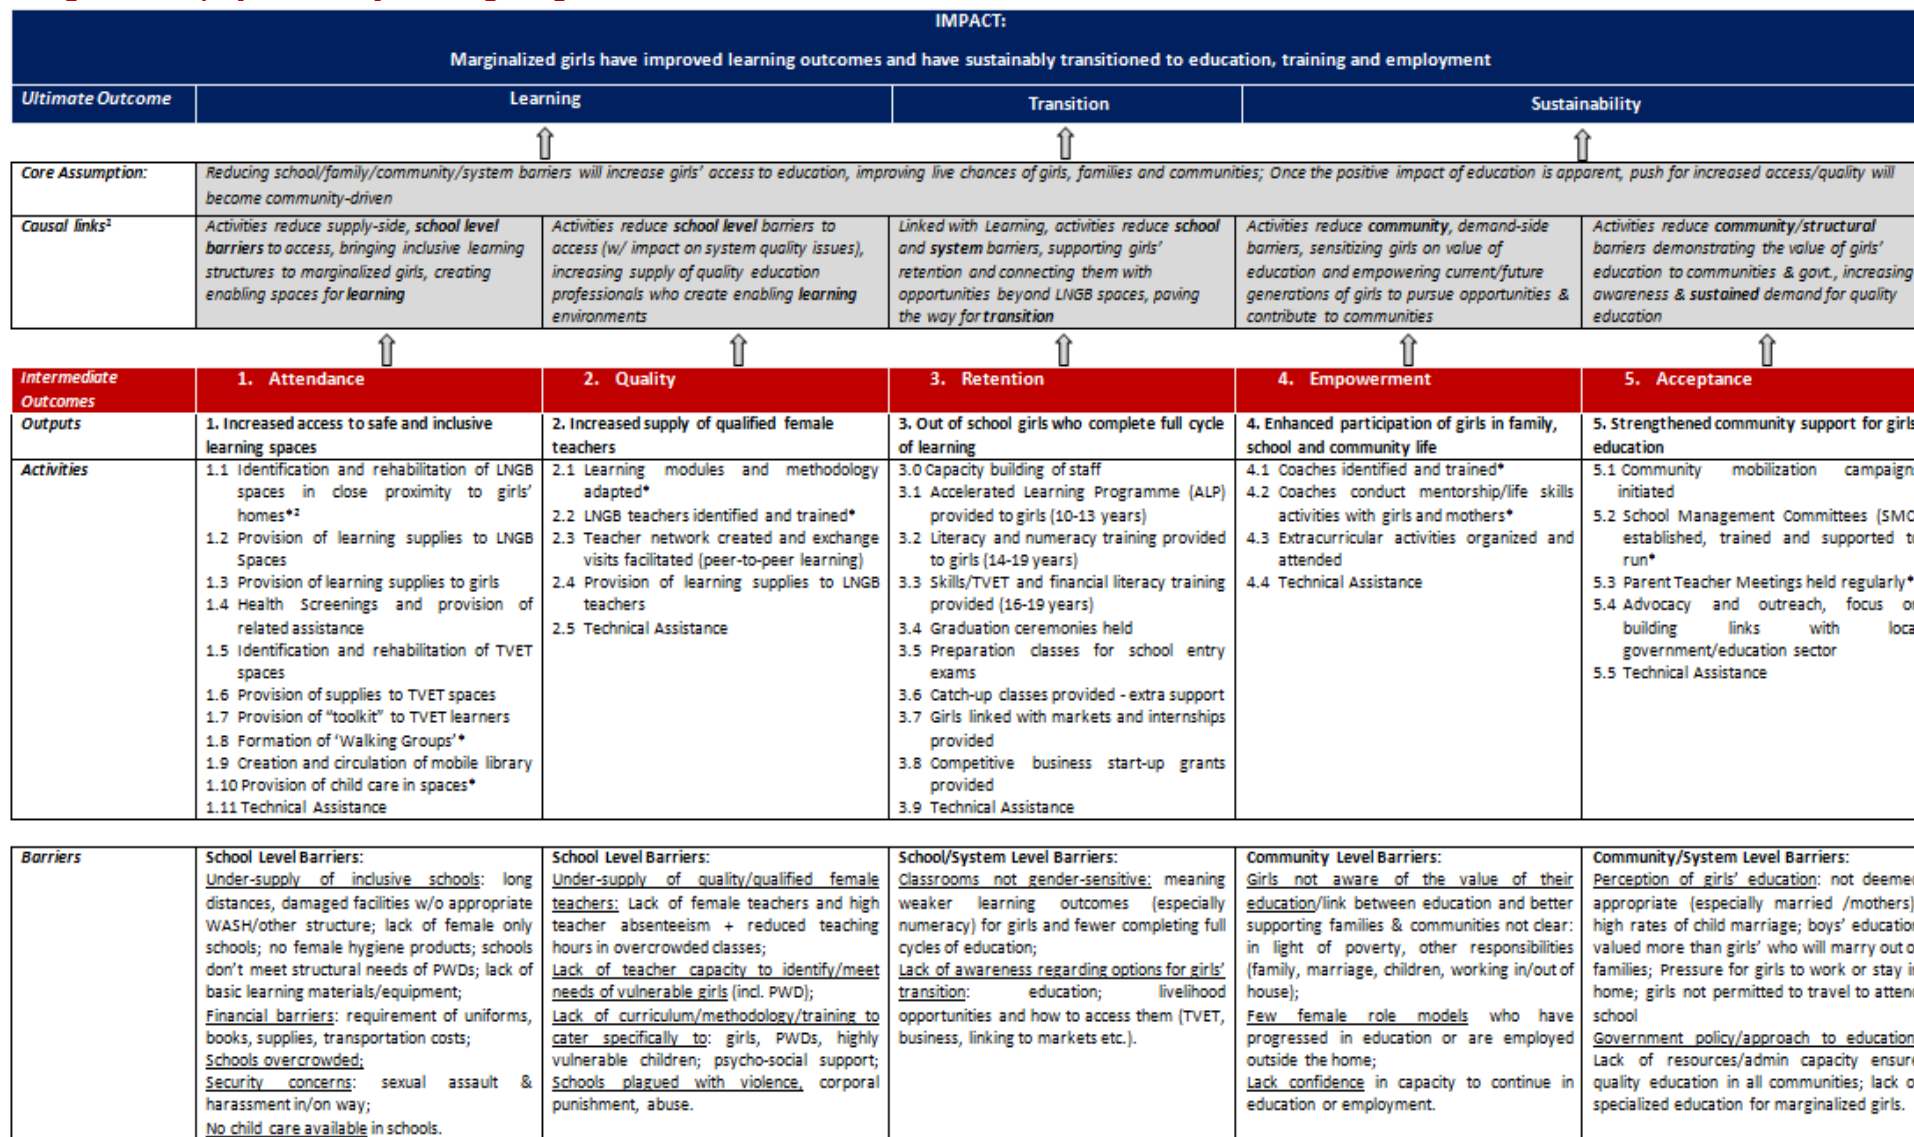 IMPACT:
Marginalized girls have improved learning outcomes and have sustainably transitioned to education, training and employment
Ultimate Outcome
Learning
Transition
Sustainability
Core Assumption:
Reducing school/family/community/system barriers will increase girls' access to education, improving live chances of girls, families and communities; Once the positive impact of education is apparent, push for increased access/quality will
become community-driven
Causal links²
Activities reduce supply-side, school level
barriers to access, bringing inclusive learning
structures to marginalized girls, creating
enabling spaces for learning
Activities reduce school level barriers to
access (w/ impact on system quality issues),
increasing supply of quality education
professionals who create enabling learning
environments
Linked with Learning, activities reduce school
and system barriers, supporting girls'
retention and connecting them with
opportunities beyond LNGB spaces, paving
the way for transition
Activities reduce community, demand-side
barriers, sensitizing girls on value of
education and empowering current/future
generations of girls to pursue opportunities &
contribute to communities
Activities reduce community/structural
barriers demonstrating the value of girls'
education to communities & govt., increasing
awareness & sustained demand for quality
education
Intermediate
Outcomes
1. Attendance
2. Quality
3. Retention
4. Empowerment
5. Acceptance
Outputs
1. Increased access to safe and inclusive
learning spaces
2. Increased supply of qualified female
teachers
3. Out of school girls who complete full cycle
of learning
4. Enhanced participation of girls in family,
school and community life
5. Strengthened community support for girls
education
Activities
1.1 Identification and rehabilitation of LNGB
spaces in close proximity to girls'
homes*²
1.2 Provision of learning supplies to LNGB
Spaces
1.3 Provision of learning supplies to girls
1.4 Health Screenings and provision of
related assistance
1.5 Identification and rehabilitation of TVET
spaces
1.6 Provision of supplies to TVET spaces
1.7 Provision of "toolkit" to TVET learners
1.8 Formation of 'Walking Groups'*
1.9 Creation and circulation of mobile library
1.10 Provision of child care in spaces*
1.11 Technical Assistance
2.1 Learning modules and methodology
adapted*
2.2 LNGB teachers identified and trained*
2.3 Teacher network created and exchange
visits facilitated (peer-to-peer learning)
2.4 Provision of learning supplies to LNGB
teachers
2.5 Technical Assistance
3.0 Capacity building of staff
3.1 Accelerated Learning Programme (ALP)
provided to girls (10-13 years)
3.2 Literacy and numeracy training provided
to girls (14-19 years)
3.3 Skills/TVET and financial literacy training
provided (16-19 years)
3.4 Graduation ceremonies held
3.5 Preparation classes for school entry
exams
3.6 Catch-up classes provided - extra support
3.7 Girls linked with markets and internships
provided
3.8 Competitive business start-up grants
provided
3.9 Technical Assistance
4.1 Coaches identified and trained*
4.2 Coaches conduct mentorship/life skills
activities with girls and mothers*
4.3 Extracurricular activities organized and
attended
4.4 Technical Assistance
5.1 Community mobilization campaigns
initiated
5.2 School Management Committees (SMC
established, trained and supported to
run*
5.3 Parent Teacher Meetings held regularly*
5.4 Advocacy and outreach, focus on
building links with loca
government/education sector
5.5 Technical Assistance
Barriers
School Level Barriers:
Under-supply of inclusive schools: long
distances, damaged facilities w/o appropriate
WASH/other structure; lack of female only
schools; no female hygiene products; schools
don't meet structural needs of PWDs; lack of
basic learning materials/equipment;
Financial barriers: requirement of uniforms,
books, supplies, transportation costs;
Schools overcrowded;
Security concerns: sexual assault &
harassment in/on way;
No child care available in schools.
School Level Barriers:
Under-supply of quality/qualified female
teachers: Lack of female teachers and high
teacher absenteeism + reduced teaching
hours in overcrowded classes;
Lack of teacher capacity to identify/meet
needs of vulnerable girls (incl. PWD);
Lack of curriculum/methodology/training to
cater specifically to: girls, PWDs, highly
vulnerable children; psycho-social support;
Schools plagued with violence, corporal
punishment, abuse.
School/System Level Barriers:
Classrooms not gender-sensitive: meaning
weaker learning outcomes (especially
numeracy) for girls and fewer completing full
cycles of education;
Lack of awareness regarding options for girls'
transition: education; livelihood
opportunities and how to access them (TVET,
business, linking to markets etc.).
Community Level Barriers:
Girls not aware of the value of their
education/link between education and better
supporting families & communities not clear:
in light of poverty, other responsibilities
(family, marriage, children, working in/out of
house);
Few female role models who have
progressed in education or are employed
outside the home;
Lack confidence in capacity to continue in
education or employment.
Community/System Level Barriers:
Perception of girls' education: not deemed
appropriate (especially married /mothers)
high rates of child marriage; boys' education
valued more than girls' who will marry out o
families; Pressure for girls to work or stay in
home; girls not permitted to travel to attend
school
Government policy/approach to education
Lack of resources/admin capacity ensure
quality education in all communities; lack o
specialized education for marginalized girls.